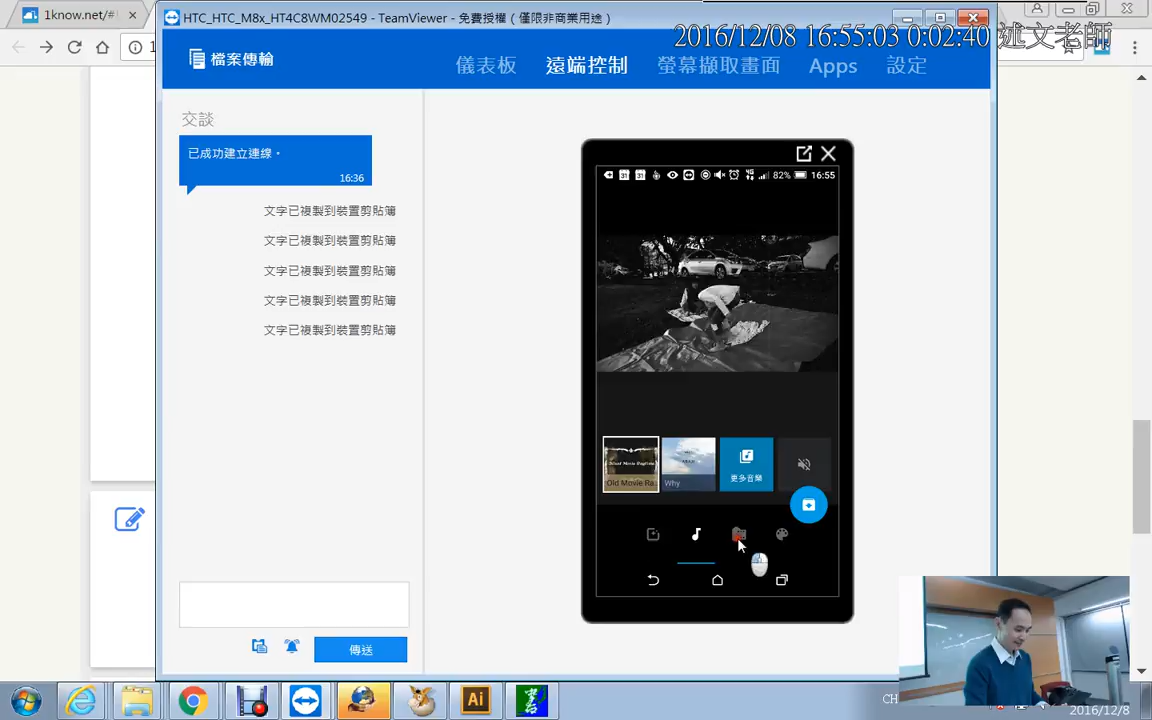 1know.net/#!
HTC_HTC_M8x_HT4C8WM02549 - TeamViewer - 免費授權 ( 僅限非商業用途 )
2016/12/08 16:55:03 0:02:40 述文老師
檔案傳輸
儀表板 遠端控制 螢幕擷取畫面 Apps 設定
交談
已成功建立連線。
16:36
文字已複製到裝置剪貼簿
文字已複製到裝置剪貼簿
文字已複製到裝置剪貼簿
文字已複製到裝置剪貼簿
文字已複製到裝置剪貼簿
31 31 4G 82% 16:55
Old Movie Ra
Why
更多音樂
傳送
Ai
CH
2016/12/8